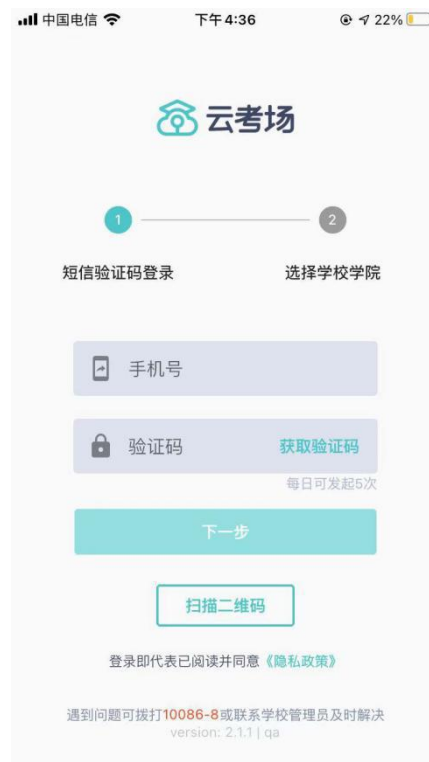 中国电信 下午4:36 22%
云考场
1 2
短信验证码登录 选择学校学院
手机号
验证码 获取验证码
每日可发起5次
下一步
扫描二维码
登录即代表已阅读并同意《隐私政策》
遇到问题可拨打10086-8或联系学校管理员及时解决
version: 2.1.1 | qa